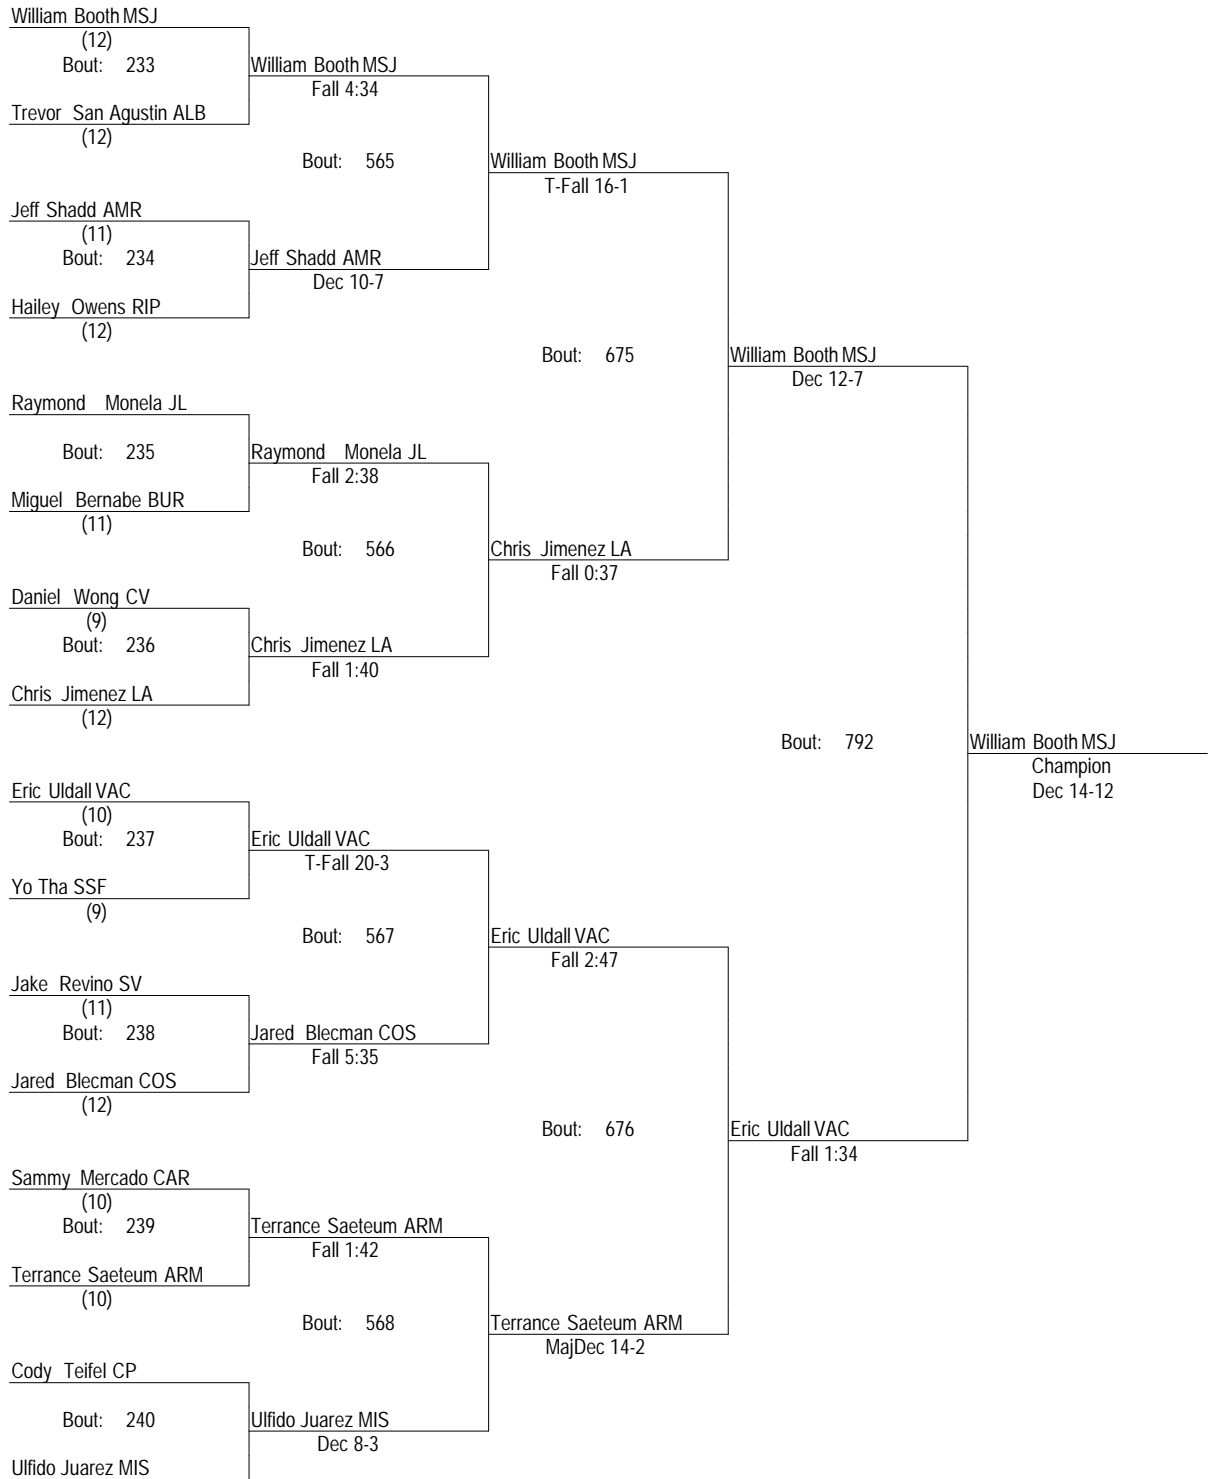 William Booth MSJ
(12)
Bout: 233
William Booth MSJ
Fall 4:34
Trevor San Agustin ALB
(12)
Bout: 565
William Booth MSJ
T-Fall 16-1
Jeff Shadd AMR
(11)
Bout: 234
Jeff Shadd AMR
Dec 10-7
Hailey Owens RIP
(12)
Bout: 675
William Booth MSJ
Dec 12-7
Raymond Monela JL
Bout: 235
Raymond Monela JL
Fall 2:38
Miguel Bernabe BUR
(11)
Bout: 566
Chris Jimenez LA
Fall 0:37
Daniel Wong CV
(9)
Bout: 236
Chris Jimenez LA
Fall 1:40
Chris Jimenez LA
(12)
Bout: 792
William Booth MSJ
Champion
Dec 14-12
Eric Uldall VAC
(10)
Bout: 237
Eric Uldall VAC
T-Fall 20-3
Yo Tha SSF
(9)
Bout: 567
Eric Uldall VAC
Fall 2:47
Jake Revino SV
(11)
Bout: 238
Jared Blecman COS
Fall 5:35
Jared Blecman COS
(12)
Bout: 676
Eric Uldall VAC
Fall 1:34
Sammy Mercado CAR
(10)
Bout: 239
Terrance Saeteum ARM
Fall 1:42
Terrance Saeteum ARM
(10)
Bout: 568
Terrance Saeteum ARM
MajDec 14-2
Cody Teifel CP
Bout: 240
Ulfido Juarez MIS
Dec 8-3
Ulfido Juarez MIS